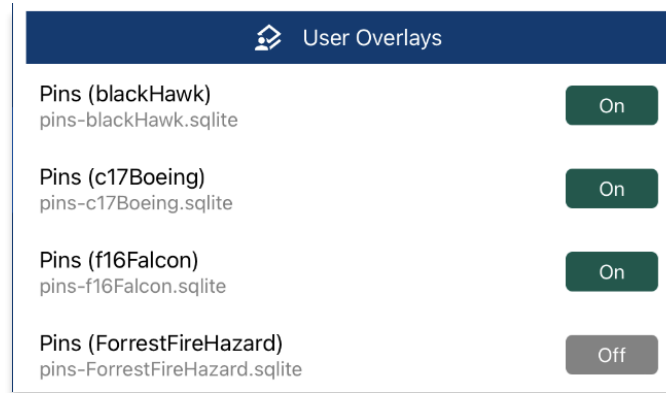 User Overlays
Pins (blackHawk)
pins-blackHawk.sqlite
On
Pins (c17Boeing)
pins-c17Boeing.sqlite
On
Pins (f16Falcon)
pins-f16Falcon.sqlite
On
Pins (ForrestFireHazard)
pins-ForrestFireHazard.sqlite
Off